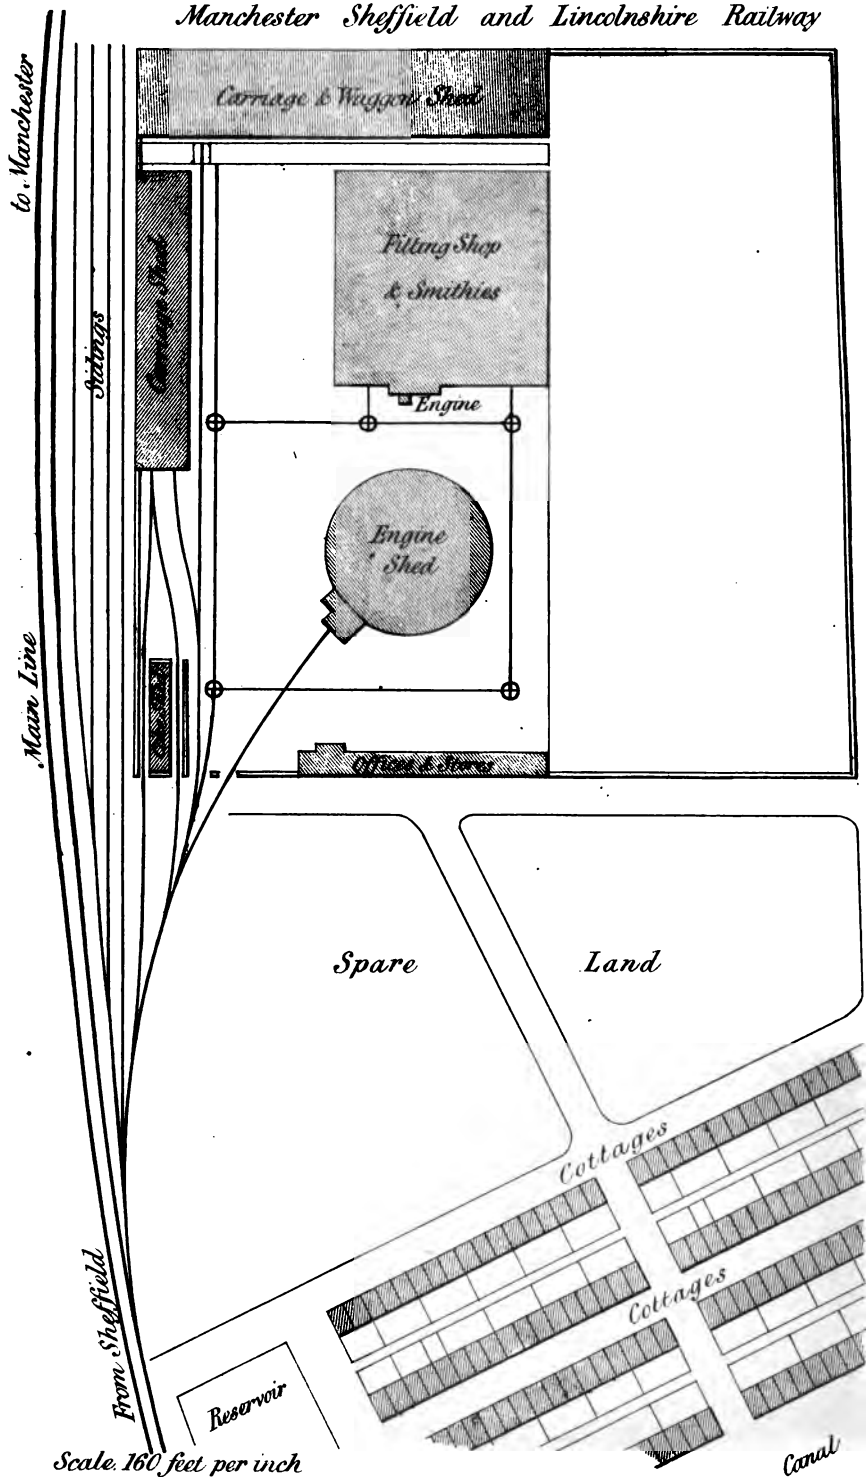 Manchester Sheffield and Lincolnshire Railway
to Manchester
Carriage & Waggon Shed
Carriage Shed
Fitting Shop
& Smithies
Sidings
Engine
Engine
Shed
Main Line
Offices & Stores
Spare Land
Cottages
Cottages
From Sheffield
Reservoir
Canal
Scale. 160 feet per inch